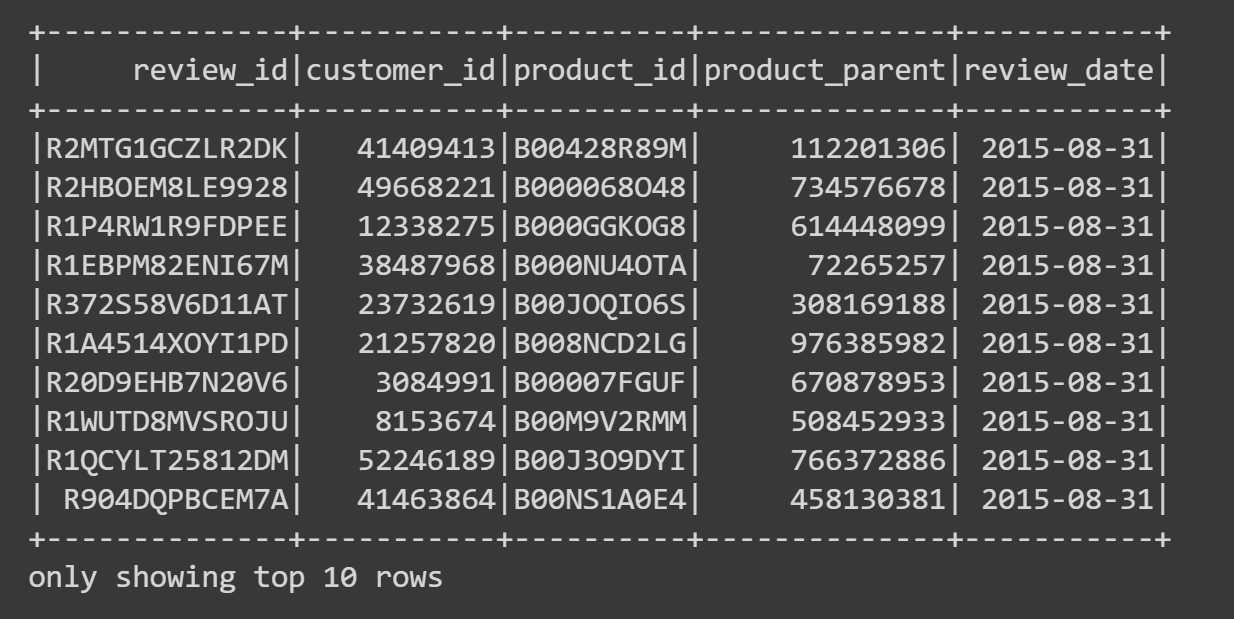 +--------------+-----------+----------+--------------+-----------+
|     review_id|customer_id|product_id|product_parent|review_date|
+--------------+-----------+----------+--------------+-----------+
|R2MTG1GCZLR2DK|   41409413|B00428R89M|     112201306| 2015-08-31|
|R2HBOEM8LE9928|   49668221|B000068O48|     734576678| 2015-08-31|
|R1P4RW1R9FDPEE|   12338275|B000GGKOG8|     614448099| 2015-08-31|
|R1EBPM82ENI67M|   38487968|B000NU4OTA|      72265257| 2015-08-31|
|R372S58V6D11AT|   23732619|B00JOQIO6S|     308169188| 2015-08-31|
|R1A4514XOYI1PD|   21257820|B008NCD2LG|     976385982| 2015-08-31|
|R20D9EHB7N20V6|    3084991|B00007FGUF|     670878953| 2015-08-31|
|R1WUTD8MVSROJU|    8153674|B00M9V2RMM|     508452933| 2015-08-31|
|R1QCYLT25812DM|   52246189|B00J3O9DYI|     766372886| 2015-08-31|
| R904DQPBCEM7A|   41463864|B00NS1A0E4|     458130381| 2015-08-31|
+--------------+-----------+----------+--------------+-----------+
only showing top 10 rows